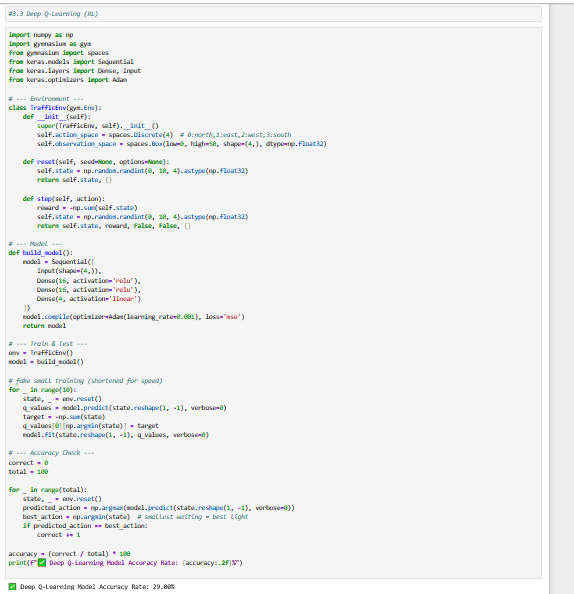 #3.3 Deep Q-Learning (RL)
import numpy as np
import gymnasium as gym
from gymnasium import spaces
from keras.models import Sequential
from keras.layers import Dense, Input
from keras.optimizers import Adam
# --- Environment ---
class TrafficEnv(gym.Env):
    def __init__(self):
        super(TrafficEnv, self).__init__()
        self.action_space = spaces.Discrete(4)  # 0:north,1:east,2:west,3:south
        self.observation_space = spaces.Box(low=0, high=50, shape=(4,), dtype=np.float32)
    def reset(self, seed=None, options=None):
        self.state = np.random.randint(0, 10, 4).astype(np.float32)
        return self.state, {}
    def step(self, action):
        reward = -np.sum(self.state)
        self.state = np.random.randint(0, 10, 4).astype(np.float32)
        return self.state, reward, False, False, {}
# --- Model ---
def build_model():
    model = Sequential([
        Input(shape=(4,)),
        Dense(16, activation='relu'),
        Dense(16, activation='relu'),
        Dense(4, activation='linear')
    ])
    model.compile(optimizer=Adam(learning_rate=0.001), loss='mse')
    return model
# --- Train & Test ---
env = TrafficEnv()
model = build_model()
# fake small training (shortened for speed)
for _ in range(10):
    state, _ = env.reset()
    q_values = model.predict(state.reshape(1, -1), verbose=0)
    target = -np.sum(state)
    q_values[0][np.argmin(state)] = target
    model.fit(state.reshape(1, -1), q_values, verbose=0)
# --- Accuracy Check ---
correct = 0
total = 100
for _ in range(total):
    state, _ = env.reset()
    predicted_action = np.argmax(model.predict(state.reshape(1, -1), verbose=0))
    best_action = np.argmin(state)  # smallest waiting = best light
    if predicted_action == best_action:
        correct += 1
accuracy = (correct / total) * 100
print(f"✅ Deep Q-Learning Model Accuracy Rate: {accuracy:.2f}%")
✅ Deep Q-Learning Model Accuracy Rate: 29.00%